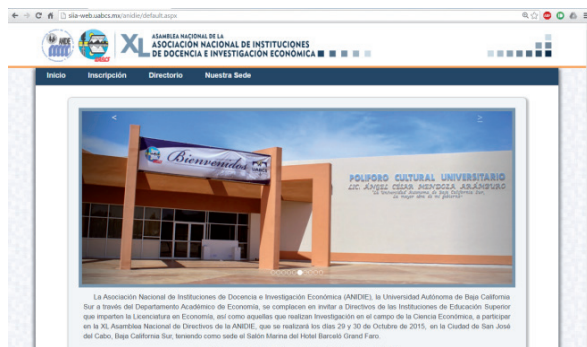 siia-web.uabcs.mx/anidie/default.aspx
XL ASAMBLEA NACIONAL DE LA
ASOCIACIÓN NACIONAL DE INSTITUCIONES
DE DOCENCIA E INVESTIGACIÓN ECONÓMICA
Inicio Inscripción Directorio Nuestra Sede
Bienvenidos
POLIFORO CULTURAL UNIVERSITARIO
LIC. ÁNGEL CÉSAR MENDOZA ARÁMBURO
La Asociación Nacional de Instituciones de Docencia e Investigación Económica (ANIDIE), la Universidad Autónoma de Baja California
Sur a través del Departamento Académico de Economía, se complacen en invitar a Directivos de las Instituciones de Educación Superior
que imparten la Licenciatura en Economía, así como aquellas que realizan Investigación en el campo de la Ciencia Económica, a participar
en la XL Asamblea Nacional de Directivos de la ANIDIE, que se realizará los días 29 y 30 de Octubre de 2015, en la Ciudad de San José
del Cabo, Baja California Sur, teniendo como sede el Salón Marina del Hotel Barceló Grand Faro.